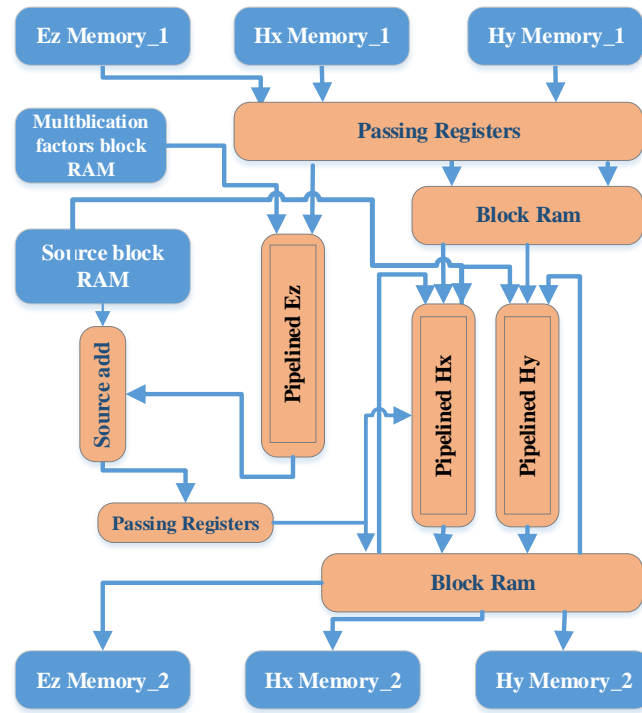 Ez Memory_1
Hx Memory_1
Hy Memory_1
Multblication
factors block
RAM
Passing Registers
Block Ram
Source block
RAM
Pipelined Ez
Source add
Pipelined Hx
Pipelined Hy
Passing Registers
Block Ram
Ez Memory_2
Hx Memory_2
Hy Memory_2